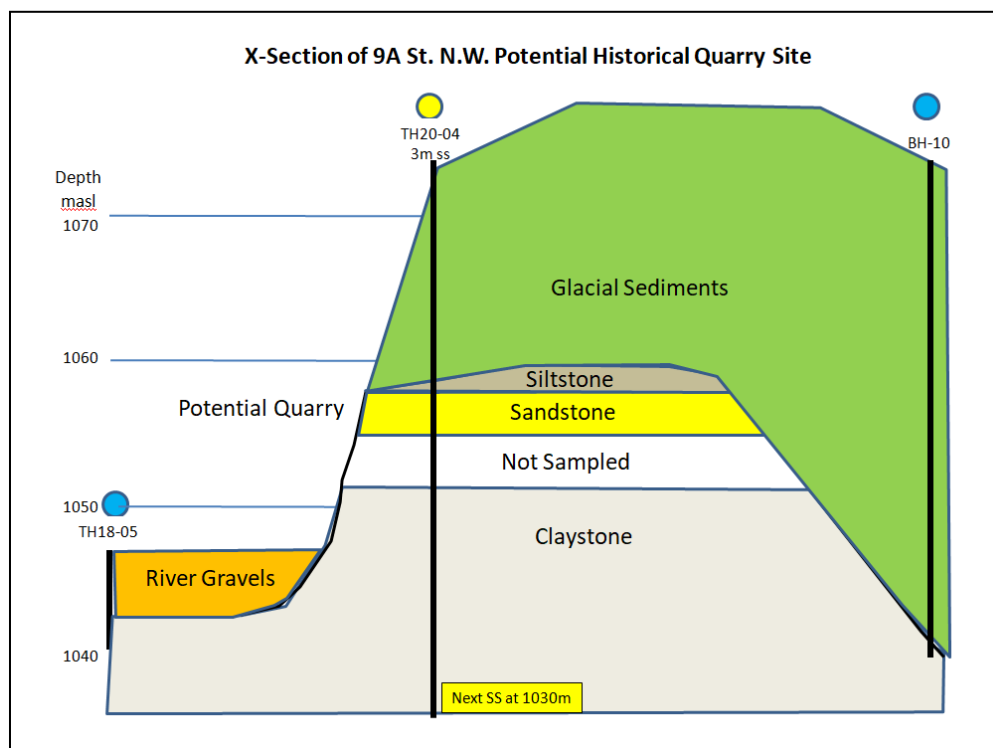 X-Section of 9A St. N.W. Potential Historical Quarry Site
TH20-04
3m ss
BH-10
Depth
masl
1070
Glacial Sediments
1060
Siltstone
Potential Quarry
Sandstone
Not Sampled
1050
TH18-05
Claystone
River Gravels
1040
Next SS at 1030m